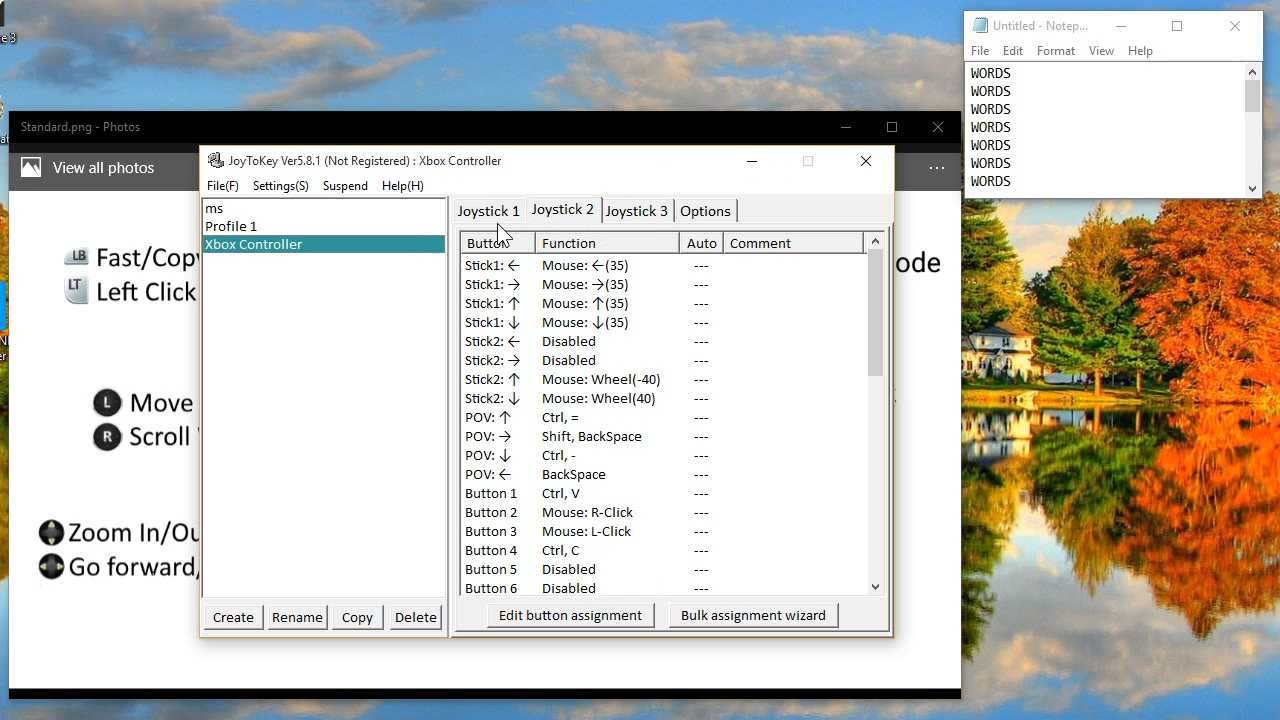 e 3
Untitled - Notep...
File Edit Format View Help
WORDS
WORDS
WORDS
WORDS
WORDS
WORDS
WORDS
Standard.png - Photos
View all photos
...
LB Fast/Copy
LT Left Click
ode
L Move
R Scroll
Zoom In/Ou
Go forward/
JoyToKey Ver5.8.1 (Not Registered) : Xbox Controller
File(F) Settings(S) Suspend Help(H)
ms
Profile 1
Xbox Controller
Create Rename Copy Delete
Joystick 1 Joystick 2 Joystick 3 Options
Button Function Auto Comment
Stick1: ← Mouse: ←(35) ---
Stick1: → Mouse: →(35) ---
Stick1: ↑ Mouse: ↑(35) ---
Stick1: ↓ Mouse: ↓(35) ---
Stick2: ← Disabled ---
Stick2: → Disabled ---
Stick2: ↑ Mouse: Wheel(-40) ---
Stick2: ↓ Mouse: Wheel(40) ---
POV: ↑ Ctrl, = ---
POV: → Shift, BackSpace ---
POV: ↓ Ctrl, - ---
POV: ← BackSpace ---
Button 1 Ctrl, V ---
Button 2 Mouse: R-Click ---
Button 3 Mouse: L-Click ---
Button 4 Ctrl, C ---
Button 5 Disabled ---
Button 6 Disabled ---
Edit button assignment Bulk assignment wizard